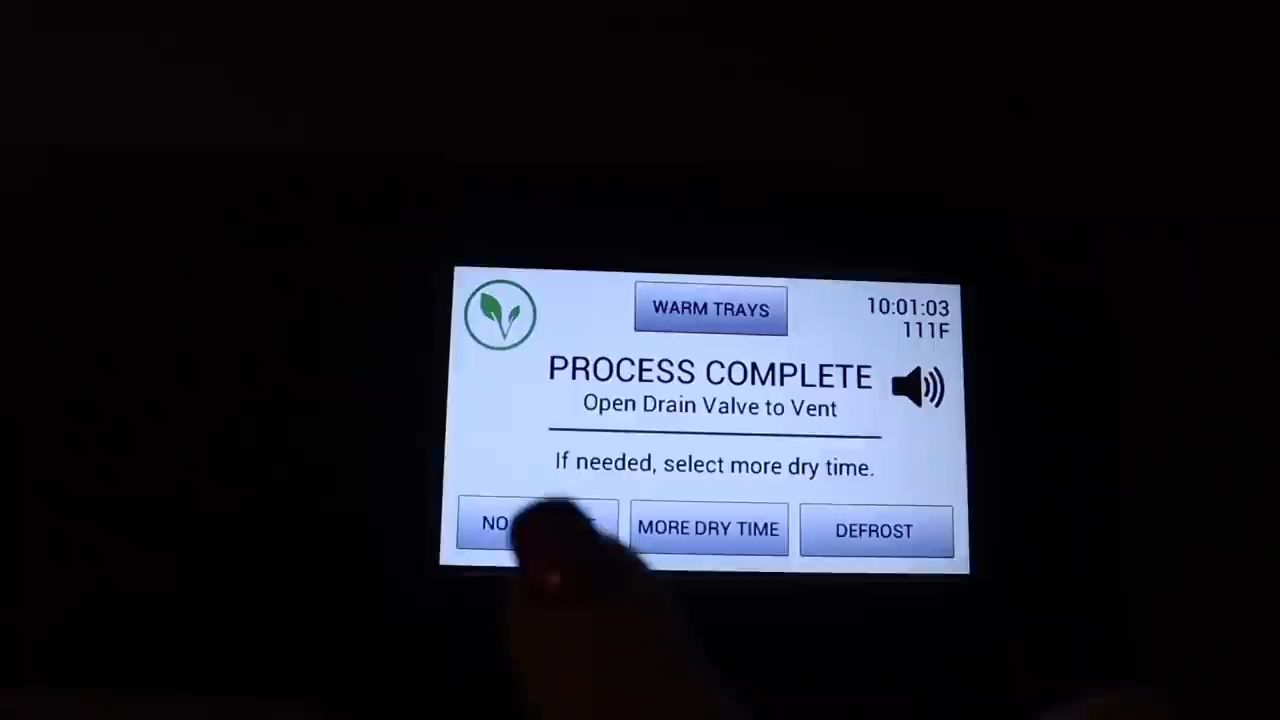 WARM TRAYS
10:01:03
111F
PROCESS COMPLETE
Open Drain Valve to Vent
If needed, select more dry time.
NO
MORE DRY TIME
DEFROST